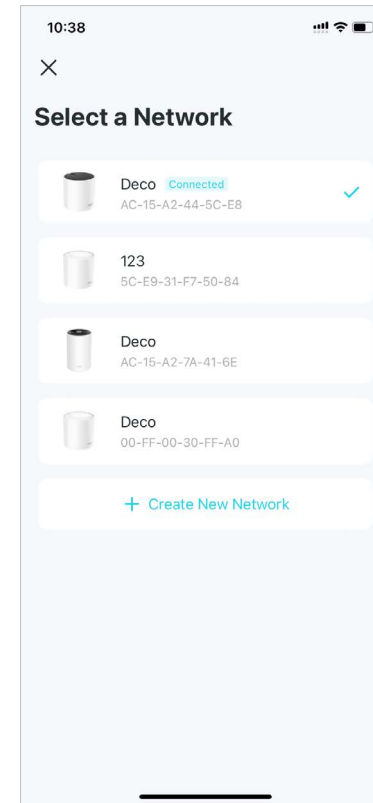 10:38
Select a Network
Deco Connected
AC-15-A2-44-5C-E8
123
5C-E9-31-F7-50-84
Deco
AC-15-A2-7A-41-6E
Deco
00-FF-00-30-FF-A0
+ Create New Network